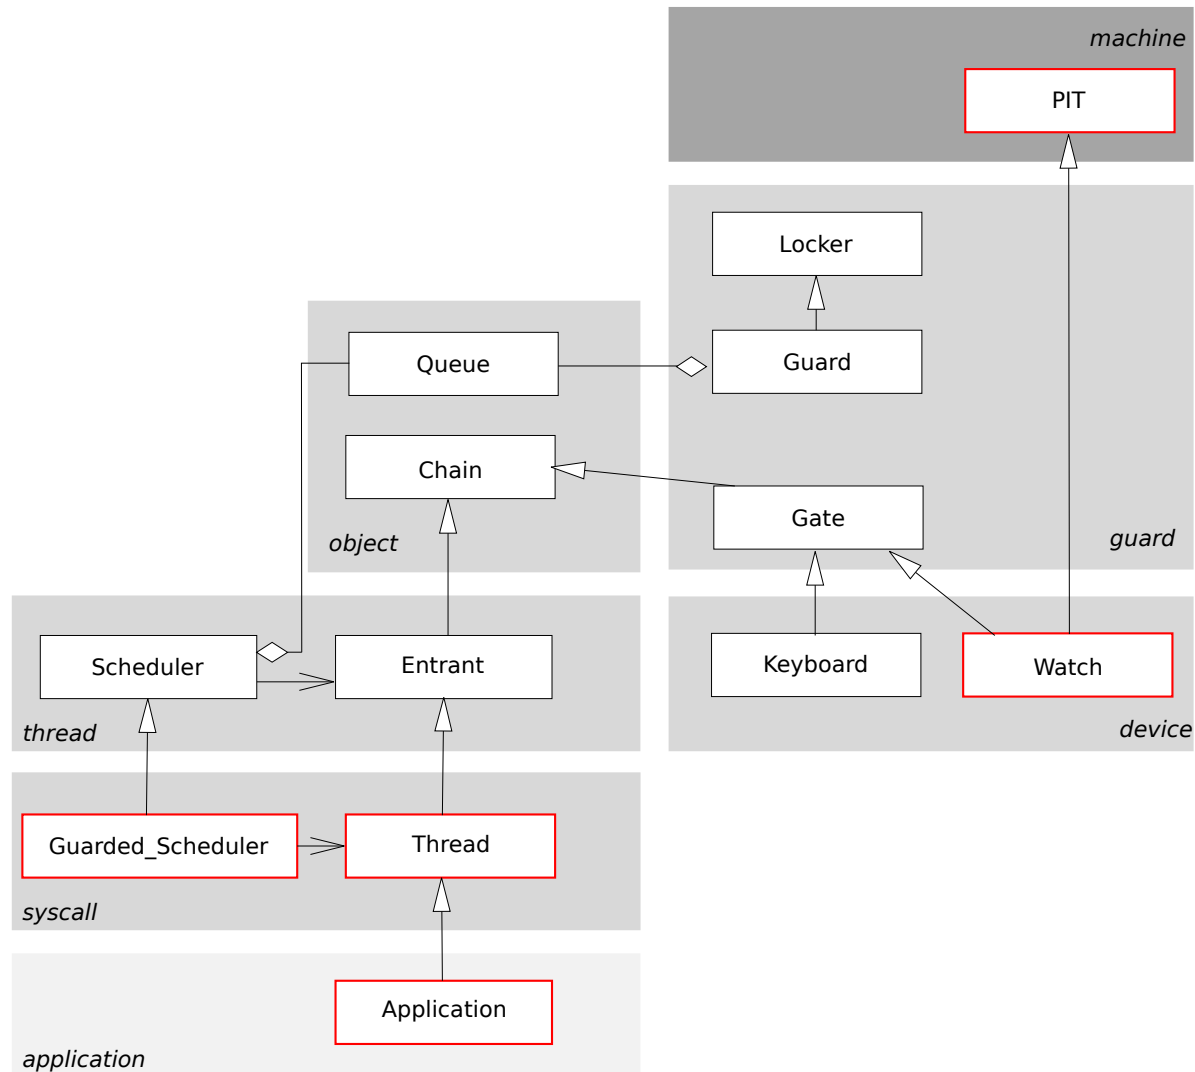 machine
PIT
Locker
Queue
Guard
Chain
Gate
object
guard
Scheduler
Entrant
Keyboard
Watch
thread
device
Guarded_Scheduler
Thread
syscall
Application
application